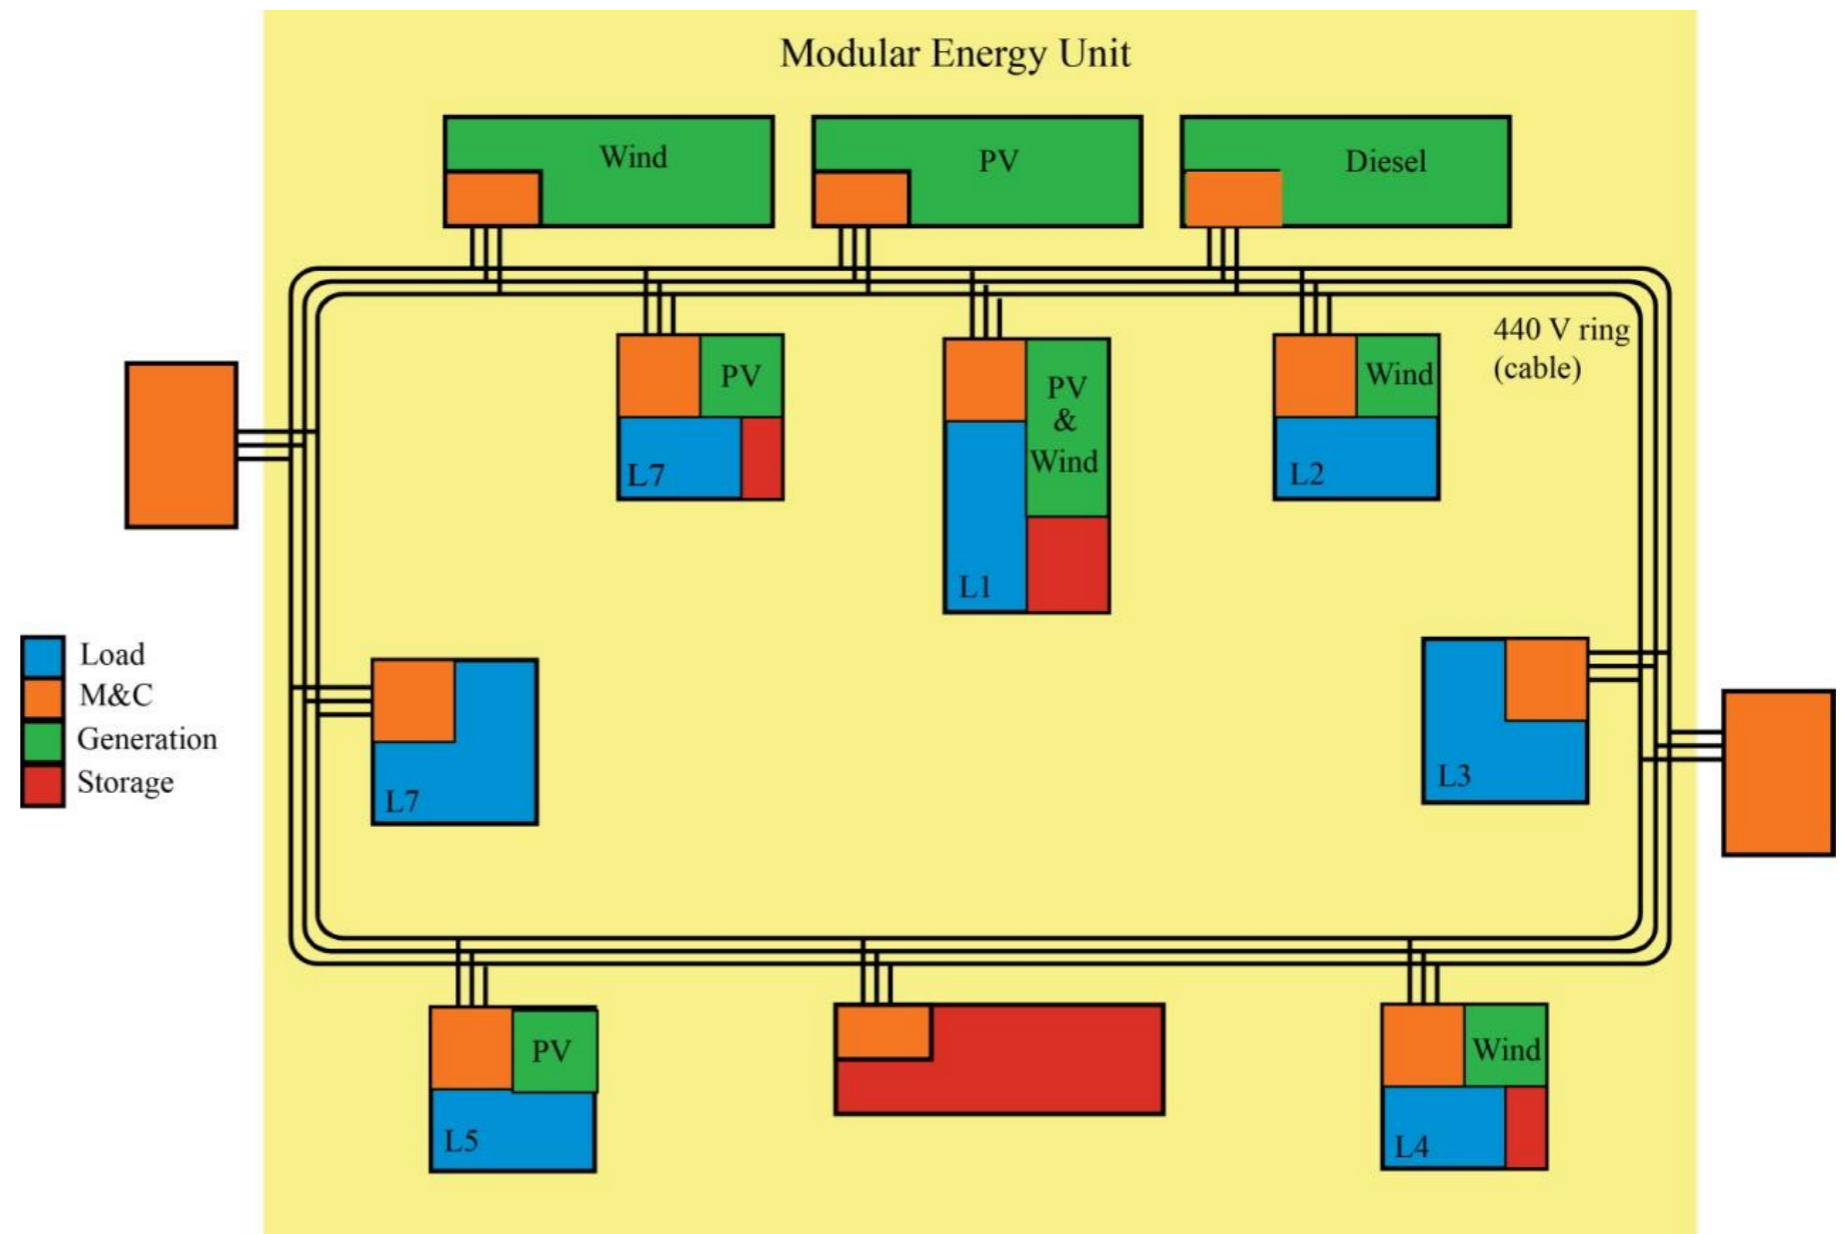 Modular Energy Unit
Wind
PV
Diesel
440 V ring
(cable)
PV
L7
PV
&
Wind
L1
Wind
L2
Load
M&C
Generation
Storage
L7
L3
PV
L5
Wind
L4